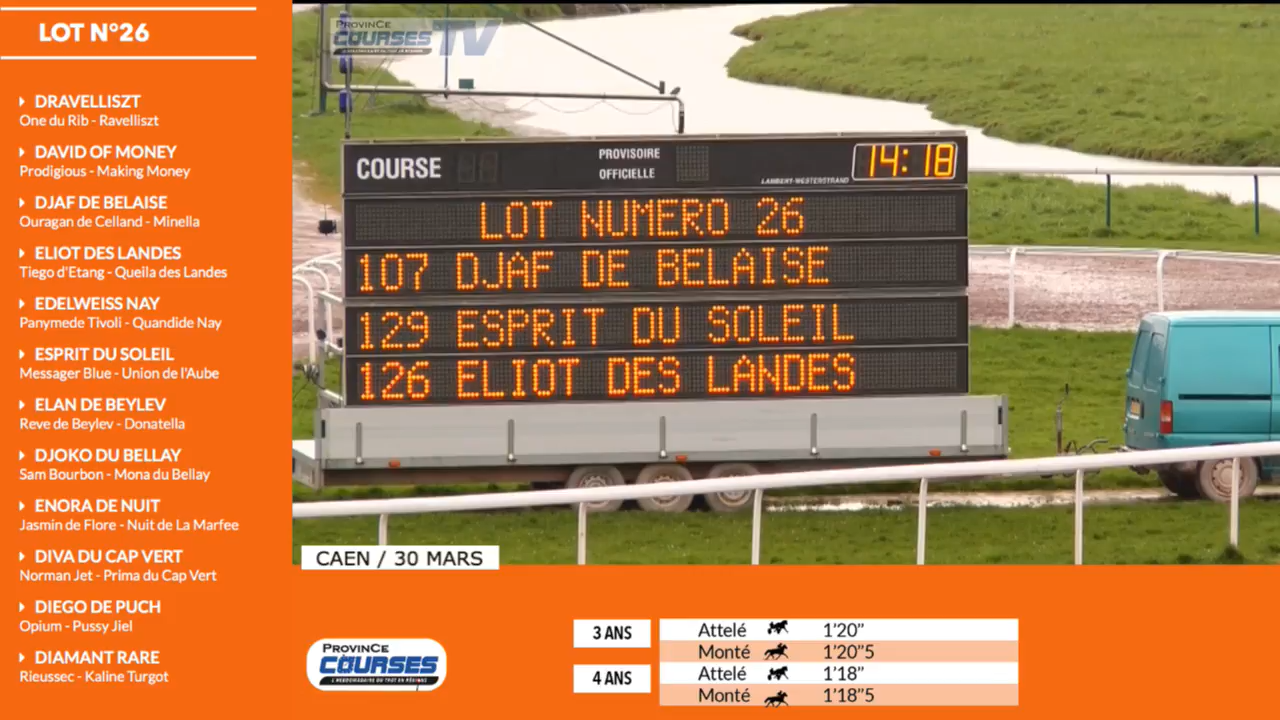 LOT N°26
DRAVELLISZT
One du Rib - Ravelliszt
DAVID OF MONEY
Prodigious - Making Money
DJAF DE BELAISE
Ouragan de Celland - Minella
ELIOT DES LANDES
Tiego d'Etang - Queila des Landes
EDELWEISS NAY
Panymede Tivoli - Quandide Nay
ESPRIT DU SOLEIL
Messager Blue - Union de l'Aube
ELAN DE BEYLEV
Reve de Beylev - Donatella
DJOKO DU BELLAY
Sam Bourbon - Mona du Bellay
ENORA DE NUIT
Jasmin de Flore - Nuit de La Marfee
DIVA DU CAP VERT
Norman Jet - Prima du Cap Vert
DIEGO DE PUCH
Opium - Pussy Jiel
DIAMANT RARE
Rieussec - Kaline Turgot
PROVINCE
COURSES TV
COURSE
PROVISOIRE
OFFICIELLE
LAMBERT-WESTERSTRAND
14:18
LOT NUMERO 26
107 DJAF DE BELAISE
129 ESPRIT DU SOLEIL
126 ELIOT DES LANDES
CAEN / 30 MARS
PROVINCE
COURSES
L'HEBDOMADAIRE DU TROT EN RÉGIONS
3 ANS
Attelé 1'20"
Monté 1'20"5
4 ANS
Attelé 1'18"
Monté 1'18"5